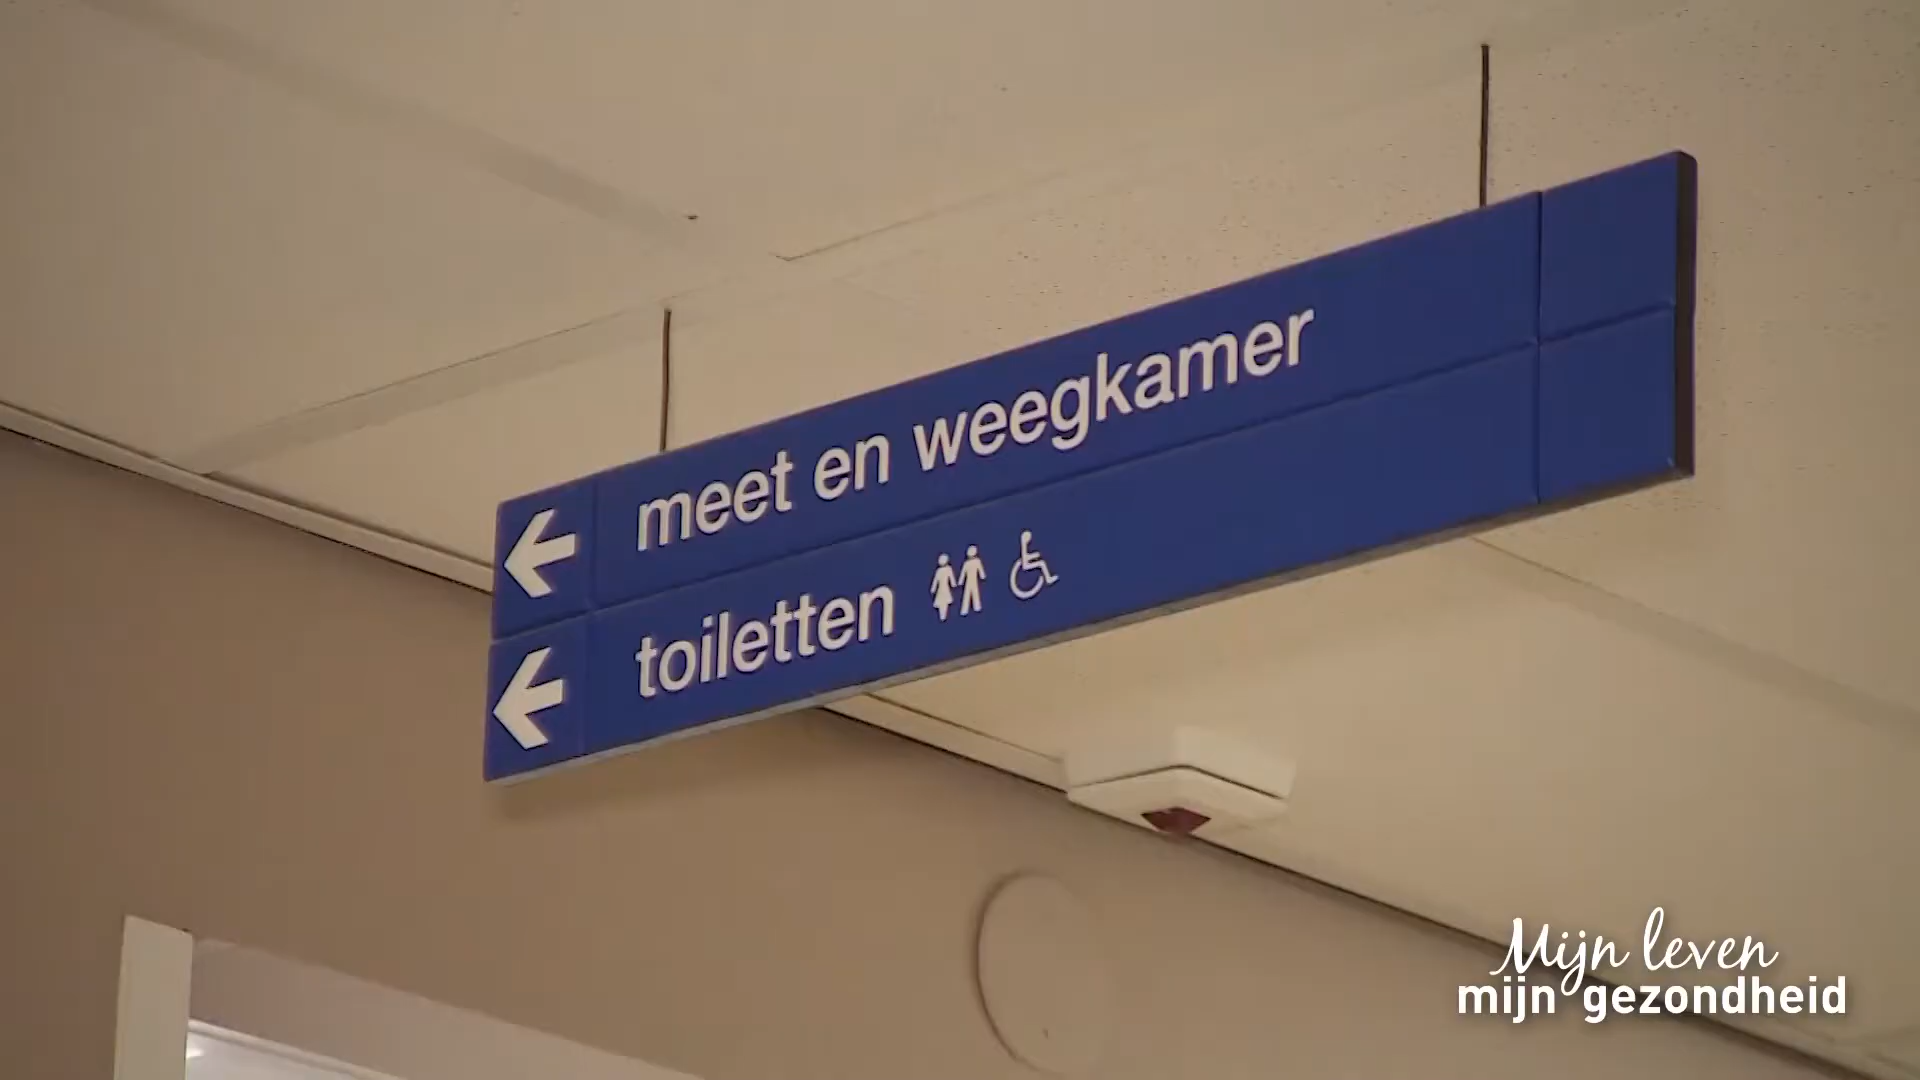 meet en weegkamer
toiletten
Mijn leven
mijn gezondheid